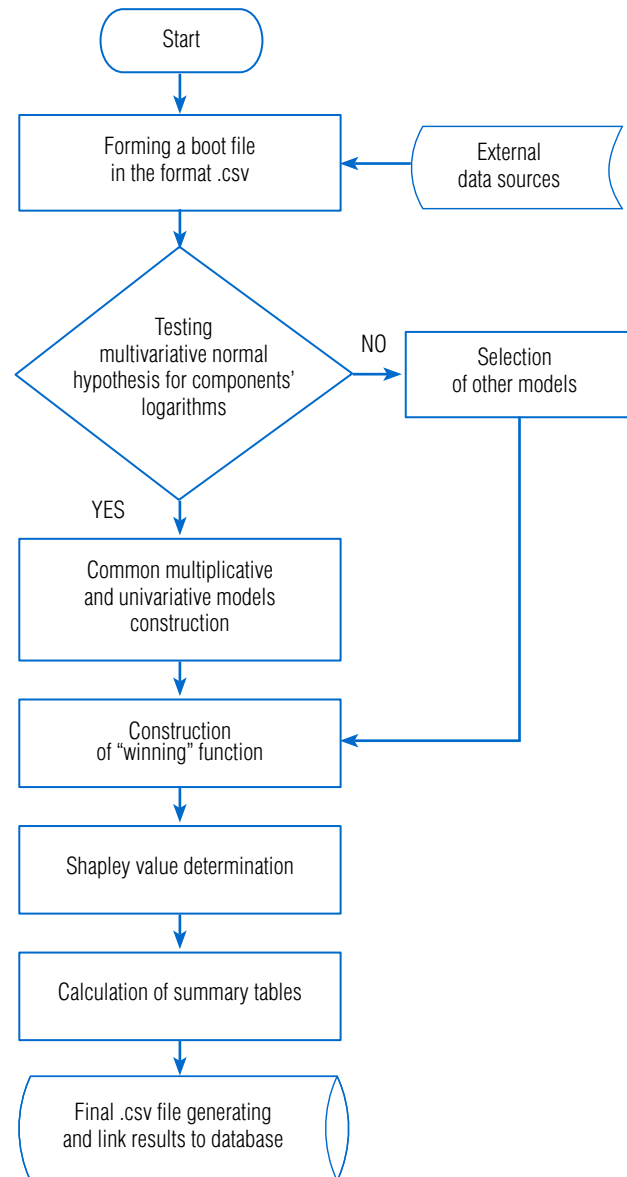 Start
Forming a boot file
in the format .csv
External
data sources
Testing
multivariative normal
hypothesis for components’
logarithms
NO
Selection
of other models
YES
Common multiplicative
and univariative models
construction
Construction
of “winning” function
Shapley value determination
Calculation of summary tables
Final .csv file generating
and link results to database